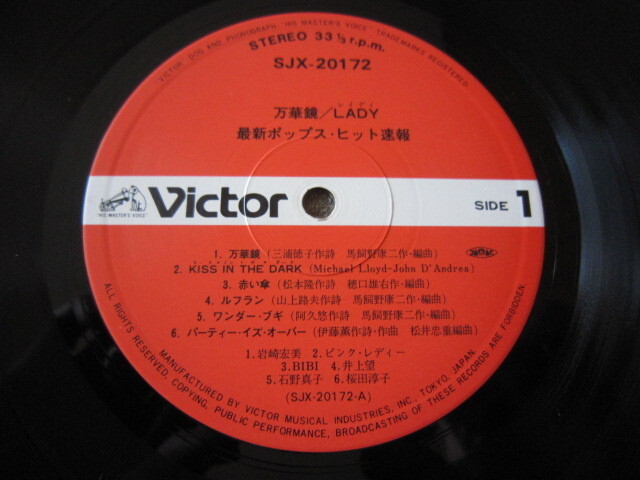 VICTOR, DOG AND PHONOGRAPH, "HIS MASTER'S VOICE" TRADEMARKS REGISTERED.
STEREO 33 ⅓ r.p.m.
SJX-20172
レイディ
万華鏡/LADY
最新ポップス・ヒット速報
"HIS MASTER'S VOICE"
Victor
SIDE 1
1. 万華鏡 (三浦徳子作詩 馬飼野康二作・編曲)
2. KISS IN THE DARK (Michael Lloyd-John D'Andrea)
3. 赤い傘 (松本隆作詩 穂口雄右作・編曲)
4. ルフラン (山上路夫作詩 馬飼野康二作・編曲)
5. ワンダー・ブギ (阿久悠作詩 馬飼野康二作・編曲)
6. パーティー・イズ・オーバー (伊藤薫作詩・作曲 松井忠重編曲)
1.岩崎宏美 2.ピンク・レディー
3.BIBI 4.井上望
5.石野真子 6.桜田淳子
(SJX-20172-A)
MANUFACTURED BY VICTOR MUSICAL INDUSTRIES, INC., TOKYO, JAPAN
ALL RIGHTS RESERVED, COPYING, PUBLIC PERFORMANCE, BROADCASTING OF THESE RECORDS ARE FORBIDDEN.